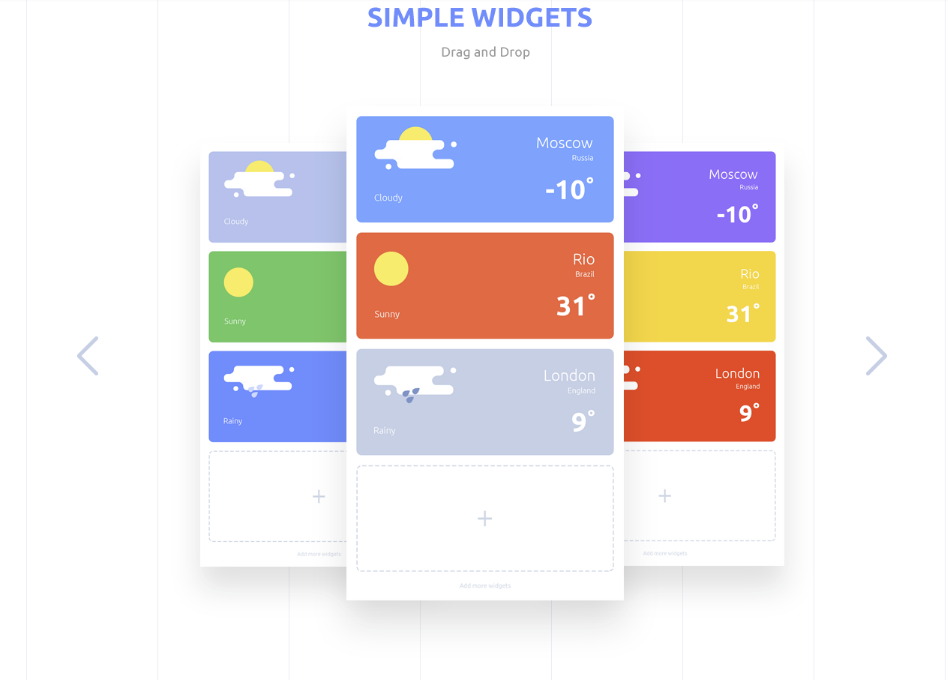 SIMPLE WIDGETS
Drag and Drop
Cloudy
Sunny
Rainy
Add more widgets
Moscow
Russia
Cloudy
-10°
Rio
Brazil
Sunny
31°
London
England
Rainy
9°
Add more widgets
Moscow
Russia
-10°
Rio
Brazil
31°
London
England
9°
Add more widgets